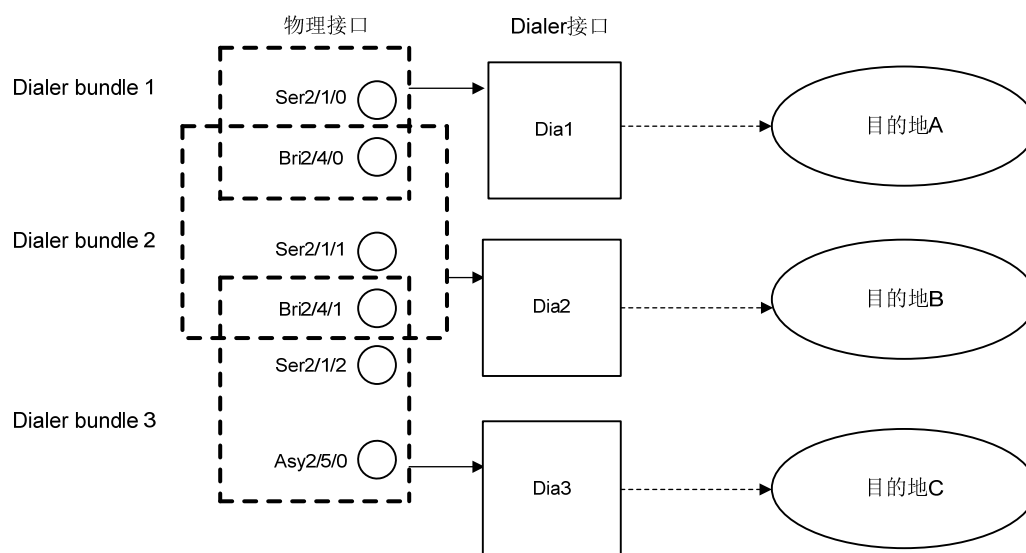 物理接口
Dialer接口
Dialer bundle 1
Ser2/1/0
Dia1
目的地A
Bri2/4/0
Dialer bundle 2
Ser2/1/1
Bri2/4/1
Dia2
目的地B
Ser2/1/2
Dialer bundle 3
Asy2/5/0
Dia3
目的地C